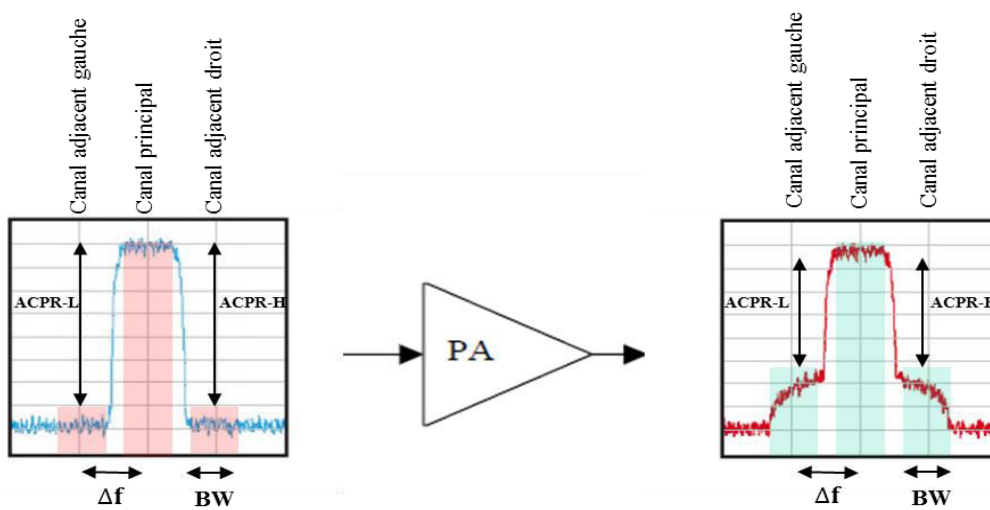 Canal adjacent gauche
Canal principal
Canal adjacent droit
ACPR-L
ACPR-H
Δf
BW
PA
Canal adjacent gauche
Canal principal
Canal adjacent droit
ACPR-L
ACPR-
Δf
BW